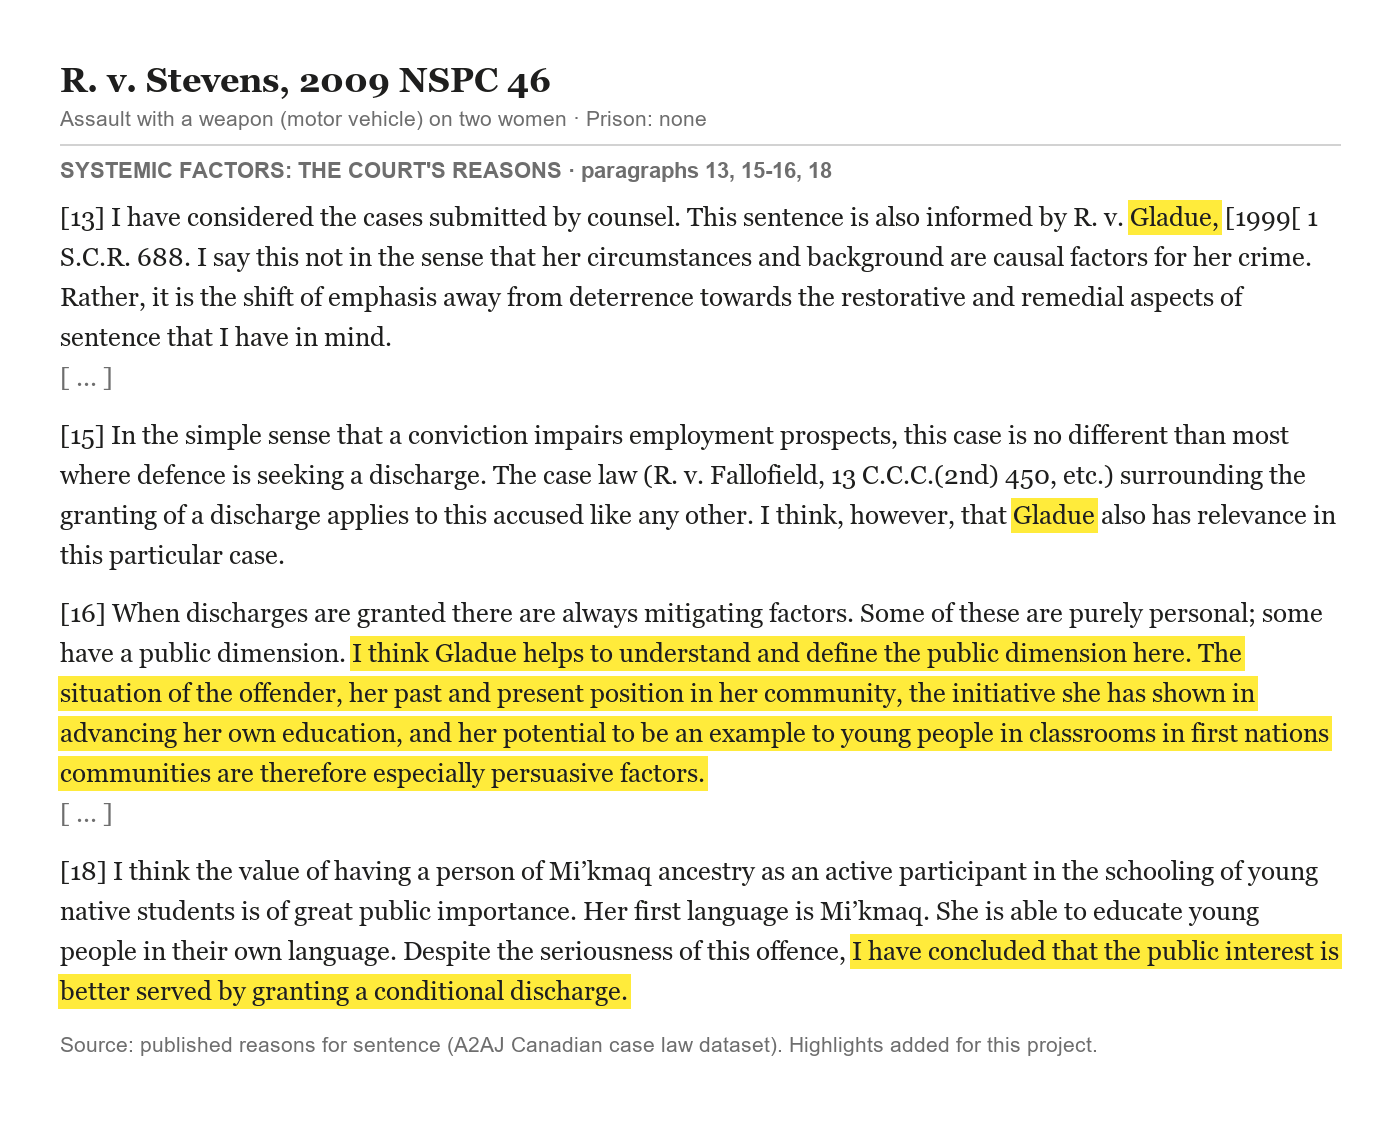 R. v. Stevens, 2009 NSPC 46
Assault with a weapon (motor vehicle) on two women · Prison: none
SYSTEMIC FACTORS: THE COURT'S REASONS · paragraphs 13, 15-16, 18
[13] I have considered the cases submitted by counsel. This sentence is also informed by R. v. Gladue, [1999[ 1
S.C.R. 688. I say this not in the sense that her circumstances and background are causal factors for her crime.
Rather, it is the shift of emphasis away from deterrence towards the restorative and remedial aspects of
sentence that I have in mind.
[ ... ]
[15] In the simple sense that a conviction impairs employment prospects, this case is no different than most
where defence is seeking a discharge. The case law (R. v. Fallofield, 13 C.C.C.(2nd) 450, etc.) surrounding the
granting of a discharge applies to this accused like any other. I think, however, that Gladue also has relevance in
this particular case.
[16] When discharges are granted there are always mitigating factors. Some of these are purely personal; some
have a public dimension. I think Gladue helps to understand and define the public dimension here. The
situation of the offender, her past and present position in her community, the initiative she has shown in
advancing her own education, and her potential to be an example to young people in classrooms in first nations
communities are therefore especially persuasive factors.
[ ... ]
[18] I think the value of having a person of Mi’kmaq ancestry as an active participant in the schooling of young
native students is of great public importance. Her first language is Mi’kmaq. She is able to educate young
people in their own language. Despite the seriousness of this offence, I have concluded that the public interest is
better served by granting a conditional discharge.
Source: published reasons for sentence (A2AJ Canadian case law dataset). Highlights added for this project.